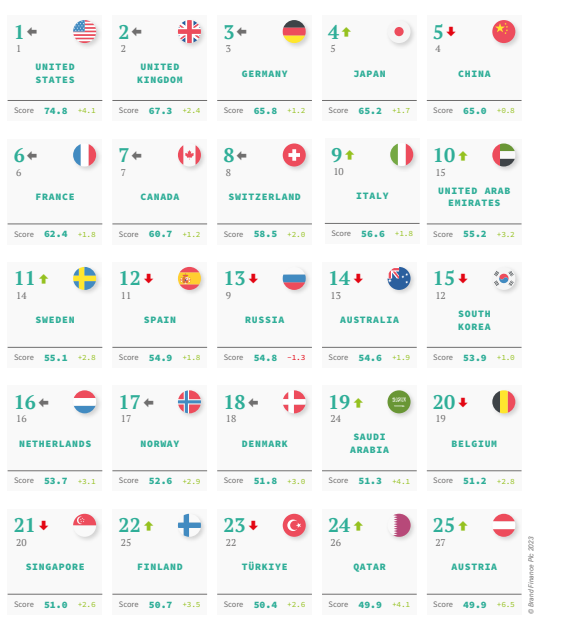 1 2 3 4 5
1 2 3 5 4
UNITED STATES UNITED KINGDOM GERMANY JAPAN CHINA
Score 74.8 +4.1 Score 67.3 +2.4 Score 65.8 +1.2 Score 65.2 +1.7 Score 65.0 +0.8
6 7 8 9 10
6 7 8 10 15
FRANCE CANADA SWITZERLAND ITALY UNITED ARAB EMIRATES
Score 62.4 +1.8 Score 60.7 +1.2 Score 58.5 +2.0 Score 56.6 +1.8 Score 55.2 +3.2
11 12 13 14 15
14 11 9 13 12
SWEDEN SPAIN RUSSIA AUSTRALIA SOUTH KOREA
Score 55.1 +2.8 Score 54.9 +1.8 Score 54.8 -1.3 Score 54.6 +1.9 Score 53.9 +1.0
16 17 18 19 20
16 17 18 24 19
NETHERLANDS NORWAY DENMARK SAUDI ARABIA BELGIUM
Score 53.7 +3.1 Score 52.6 +2.9 Score 51.8 +3.0 Score 51.3 +4.1 Score 51.2 +2.8
21 22 23 24 25
20 25 22 26 27
SINGAPORE FINLAND TÜRKIYE QATAR AUSTRIA
Score 51.0 +2.6 Score 50.7 +3.5 Score 50.4 +2.6 Score 49.9 +4.1 Score 49.9 +6.5
© Brand Finance Plc 2023